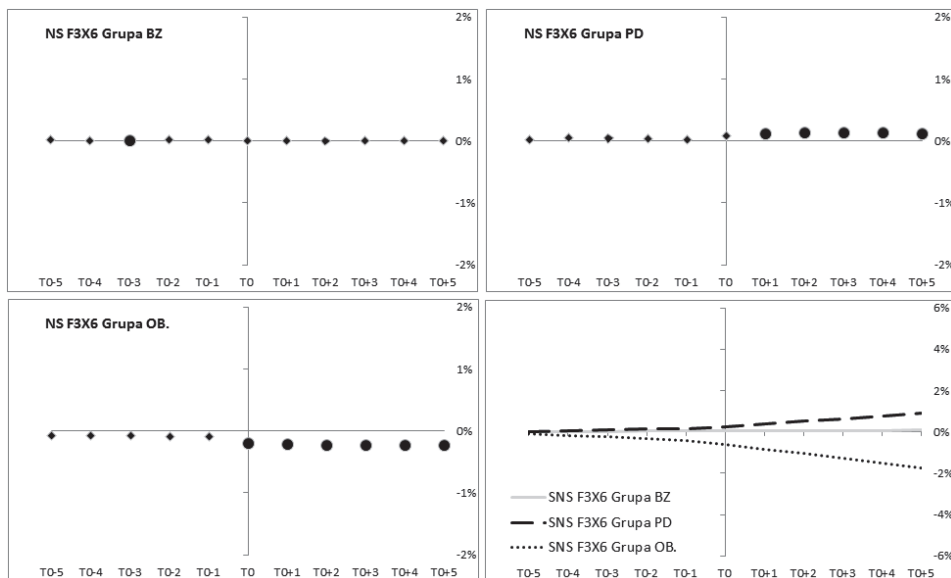 NS F3X6 Grupa BZ
2%
1%
0%
-1%
-2%
T0-5 T0-4 T0-3 T0-2 T0-1 T0 T0+1 T0+2 T0+3 T0+4 T0+5
NS F3X6 Grupa PD
2%
1%
0%
-1%
-2%
T0-5 T0-4 T0-3 T0-2 T0-1 T0 T0+1 T0+2 T0+3 T0+4 T0+5
NS F3X6 Grupa OB.
2%
1%
0%
-1%
-2%
T0-5 T0-4 T0-3 T0-2 T0-1 T0 T0+1 T0+2 T0+3 T0+4 T0+5
6%
4%
2%
0%
-2%
-4%
-6%
SNS F3X6 Grupa BZ
SNS F3X6 Grupa PD
SNS F3X6 Grupa OB.
T0-5 T0-4 T0-3 T0-2 T0-1 T0 T0+1 T0+2 T0+3 T0+4 T0+5